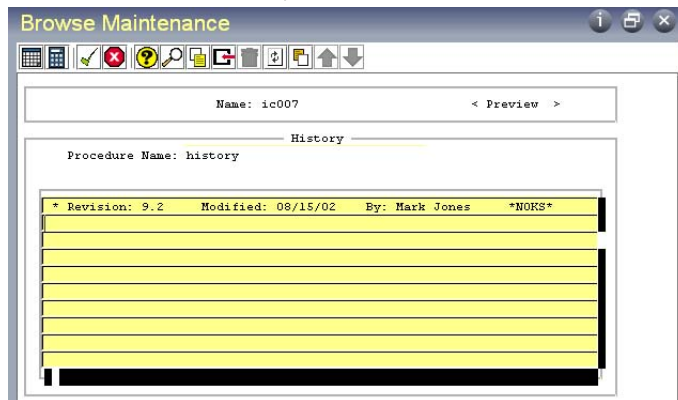 Browse Maintenance
Name: ic007 < Preview >
History
Procedure Name: history
* Revision: 9.2 Modified: 08/15/02 By: Mark Jones *NOKS*